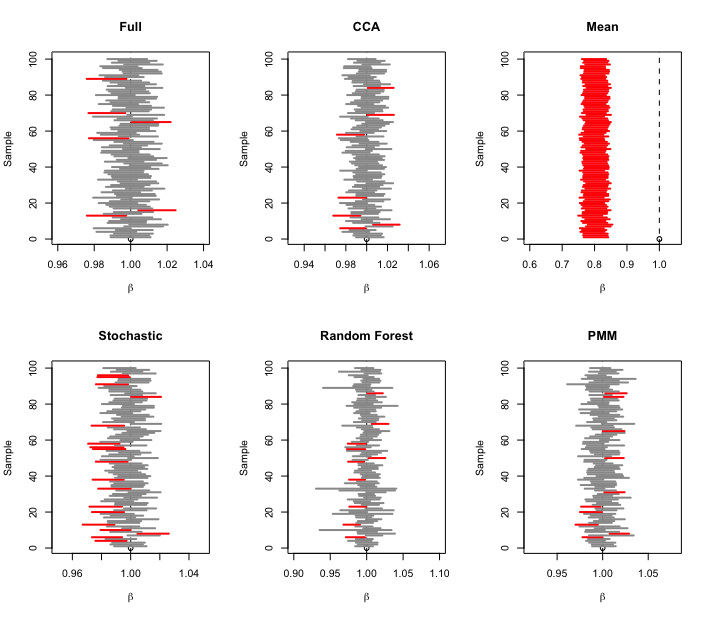 Full
CCA
Mean
Sample
0 20 40 60 80 100
Sample
0 20 40 60 80 100
Sample
0 20 40 60 80 100
0.96 0.98 1.00 1.02 1.04
0.94 0.98 1.02 1.06
0.6 0.7 0.8 0.9 1.0
β
β
β
Stochastic
Random Forest
PMM
Sample
0 20 40 60 80 100
Sample
0 20 40 60 80 100
Sample
0 20 40 60 80 100
0.96 1.00 1.04
0.90 0.95 1.00 1.05 1.10
0.95 1.00 1.05
β
β
β